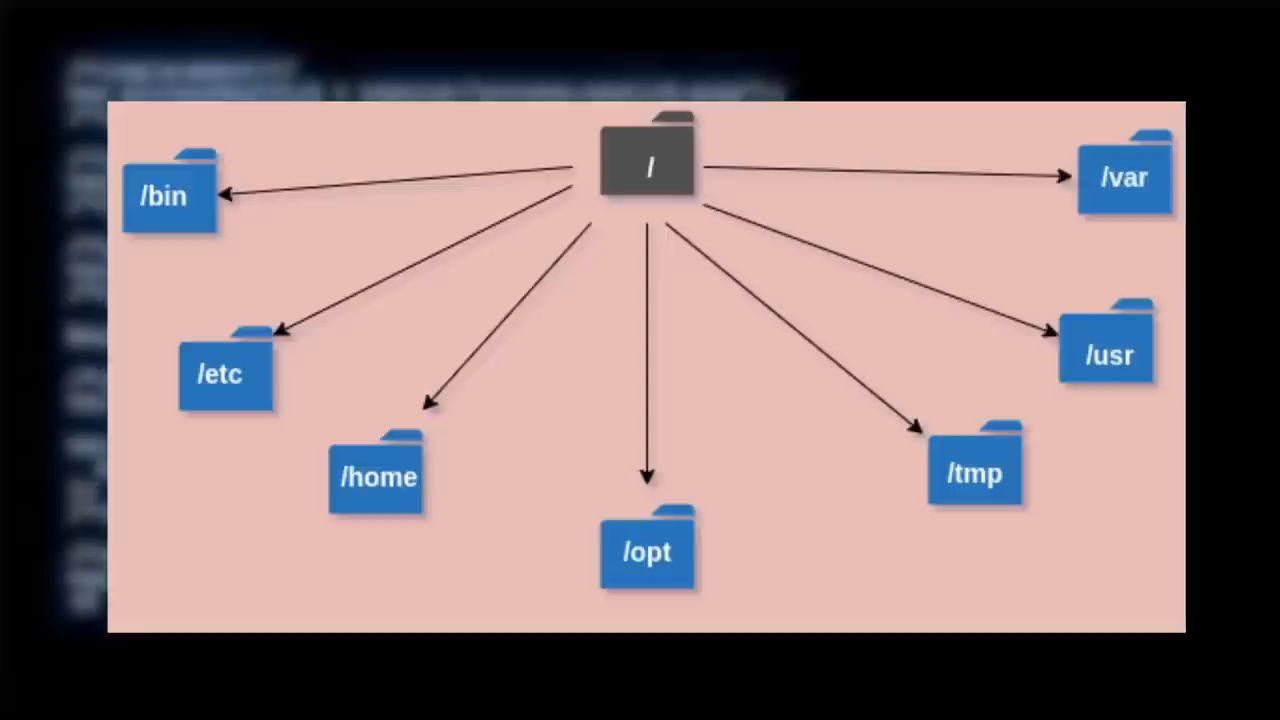 /
/bin
/var
/etc
/usr
/home
/tmp
/opt